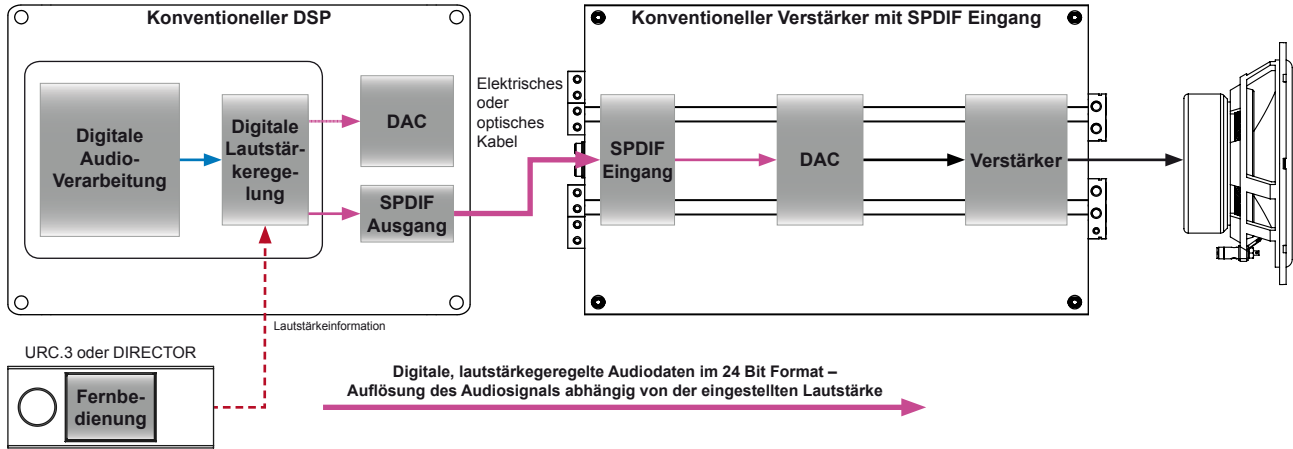 Konventioneller DSP
Digitale
Audio-
Verarbeitung
Digitale
Lautstär-
kerege-
lung
DAC
SPDIF
Ausgang
Elektrisches
oder
optisches
Kabel
Konventioneller Verstärker mit SPDIF Eingang
SPDIF
Eingang
DAC
Verstärker
Lautstärkeinformation
URC.3 oder DIRECTOR
Fernbe-
dienung
Digitale, lautstärkegeregelte Audiodaten im 24 Bit Format –
Auflösung des Audiosignals abhängig von der eingestellten Lautstärke